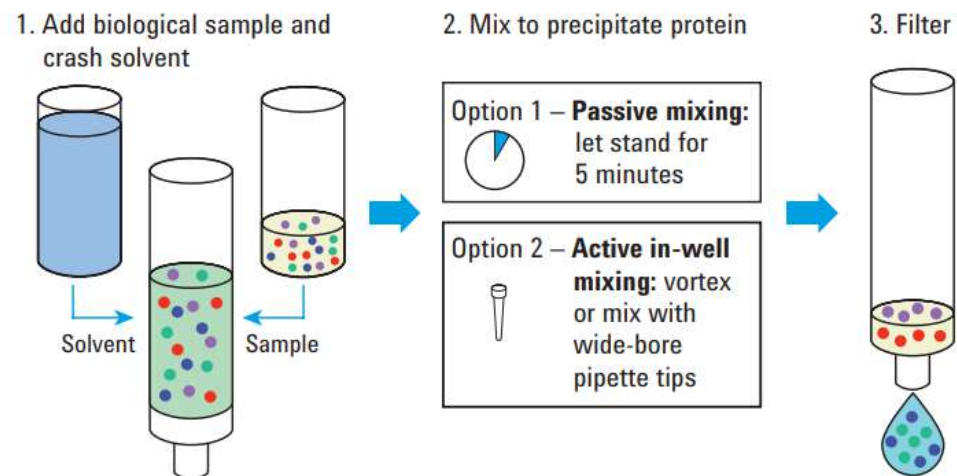 1. Add biological sample and
crash solvent
Solvent
Sample
2. Mix to precipitate protein
Option 1 – Passive mixing:
let stand for
5 minutes
Option 2 – Active in-well
mixing: vortex
or mix with
wide-bore
pipette tips
3. Filter